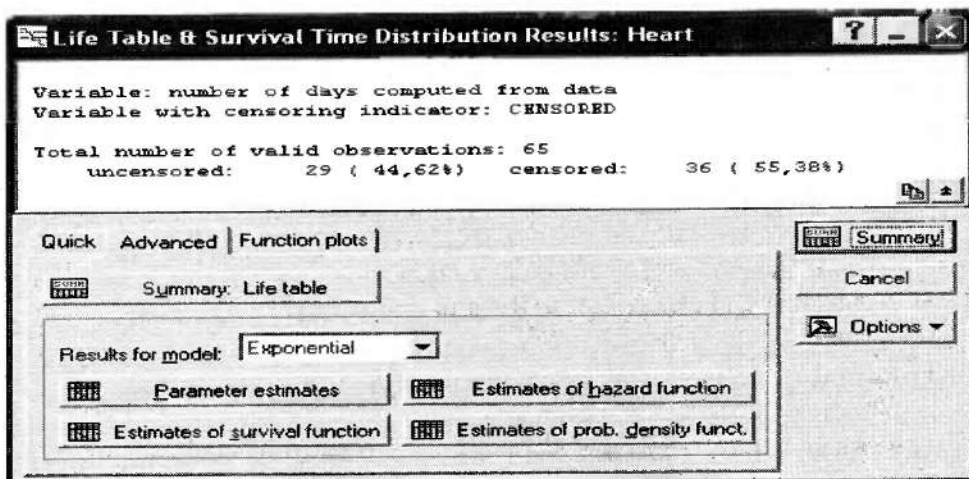 Life Table & Survival Time Distribution Results: Heart
Variable: number of days computed from data
Variable with censoring indicator: CENSORED
Total number of valid observations: 65
uncensored: 29 ( 44,62%) censored: 36 ( 55,38%)
Quick Advanced Function plots
Summary
Summary: Life table
Cancel
Options
Results for model: Exponential
Parameter estimates Estimates of hazard function
Estimates of survival function Estimates of prob. density funct.